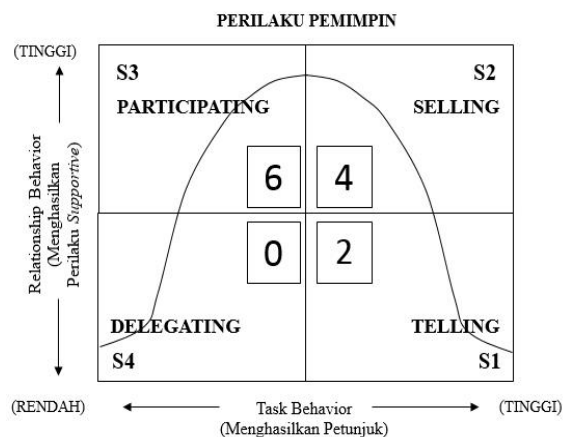 PERILAKU PEMIMPIN
(TINGGI)
S3
S2
PARTICIPATING
SELLING
6
4
Relationship Behavior
(Menghasilkan
Perilaku Supportive)
0
2
DELEGATING
TELLING
S4
S1
(RENDAH)
Task Behavior
(Menghasilkan Petunjuk)
(TINGGI)